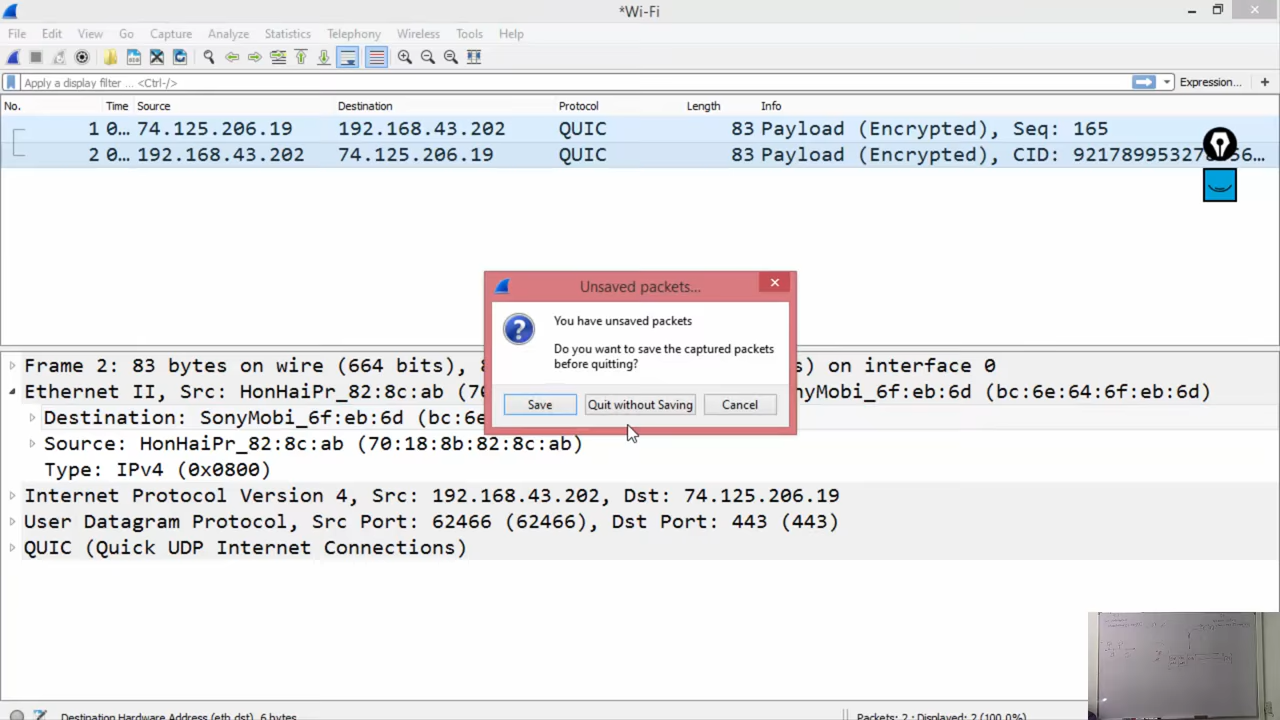 *Wi-Fi
File Edit View Go Capture Analyze Statistics Telephony Wireless Tools Help
Apply a display filter ... <Ctrl-/> Expression... +
No. Time Source Destination Protocol Length Info
1 0... 74.125.206.19 192.168.43.202 QUIC 83 Payload (Encrypted), Seq: 165
2 0... 192.168.43.202 74.125.206.19 QUIC 83 Payload (Encrypted), CID:
Unsaved packets...
You have unsaved packets
Do you want to save the captured packets
before quitting?
Save Quit without Saving Cancel
Frame 2: 83 bytes on wire (664 bits), s) on interface 0
Ethernet II, Src: HonHaiPr_82:8c:ab (70 nyMobi_6f:eb:6d (bc:6e:64:6f:eb:6d)
Destination: SonyMobi_6f:eb:6d (bc:6e
Source: HonHaiPr_82:8c:ab (70:18:8b:82:8c:ab)
Type: IPv4 (0x0800)
Internet Protocol Version 4, Src: 192.168.43.202, Dst: 74.125.206.19
User Datagram Protocol, Src Port: 62466 (62466), Dst Port: 443 (443)
QUIC (Quick UDP Internet Connections)
Destination Hardware Address (eth.dst), 6 bytes Packets: 2 · Displayed: 2 (100.0%)